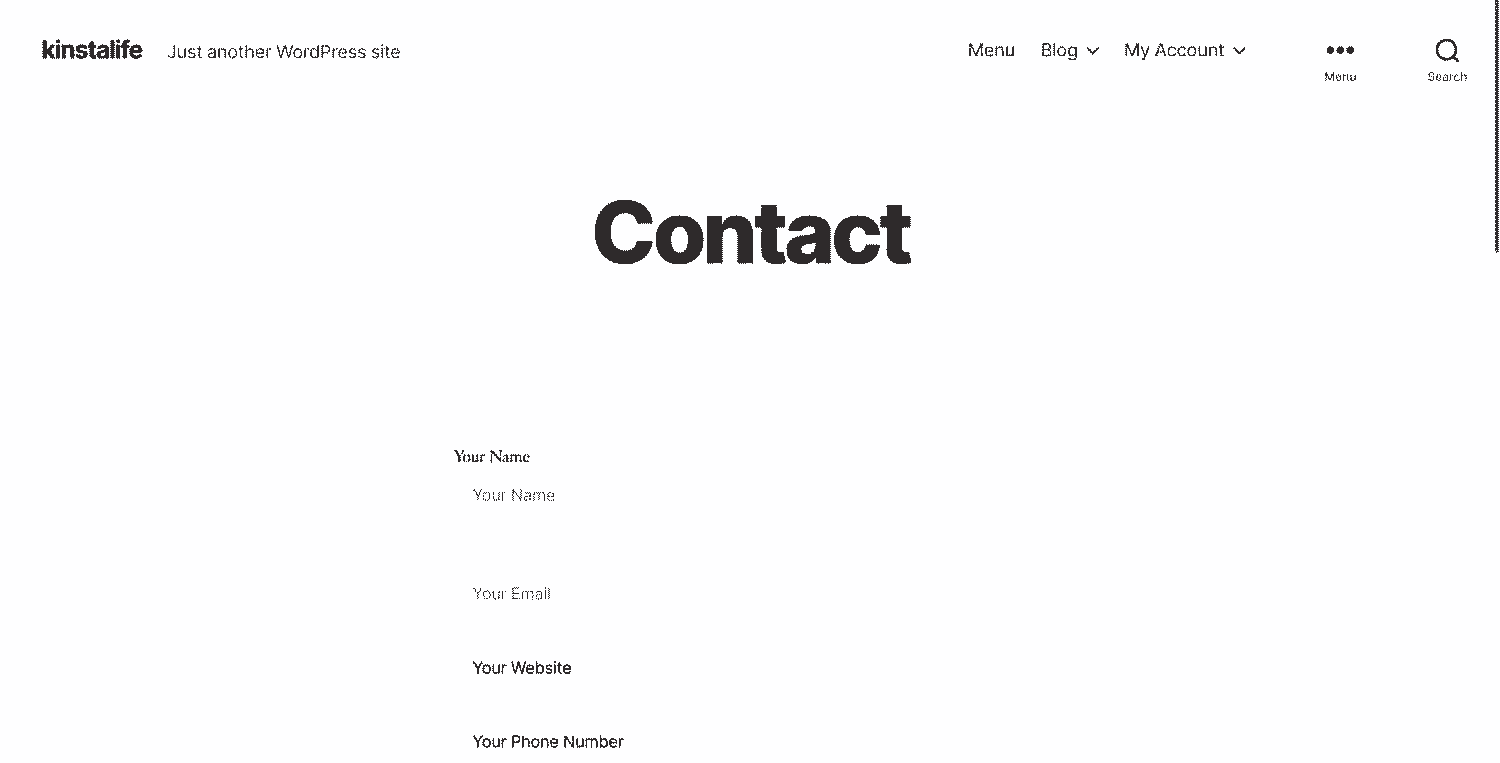 kinstalife Just another WordPress site Menu Blog My Account
Menu Search
Contact
Your Name
Your Name
Your Email
Your Website
Your Phone Number